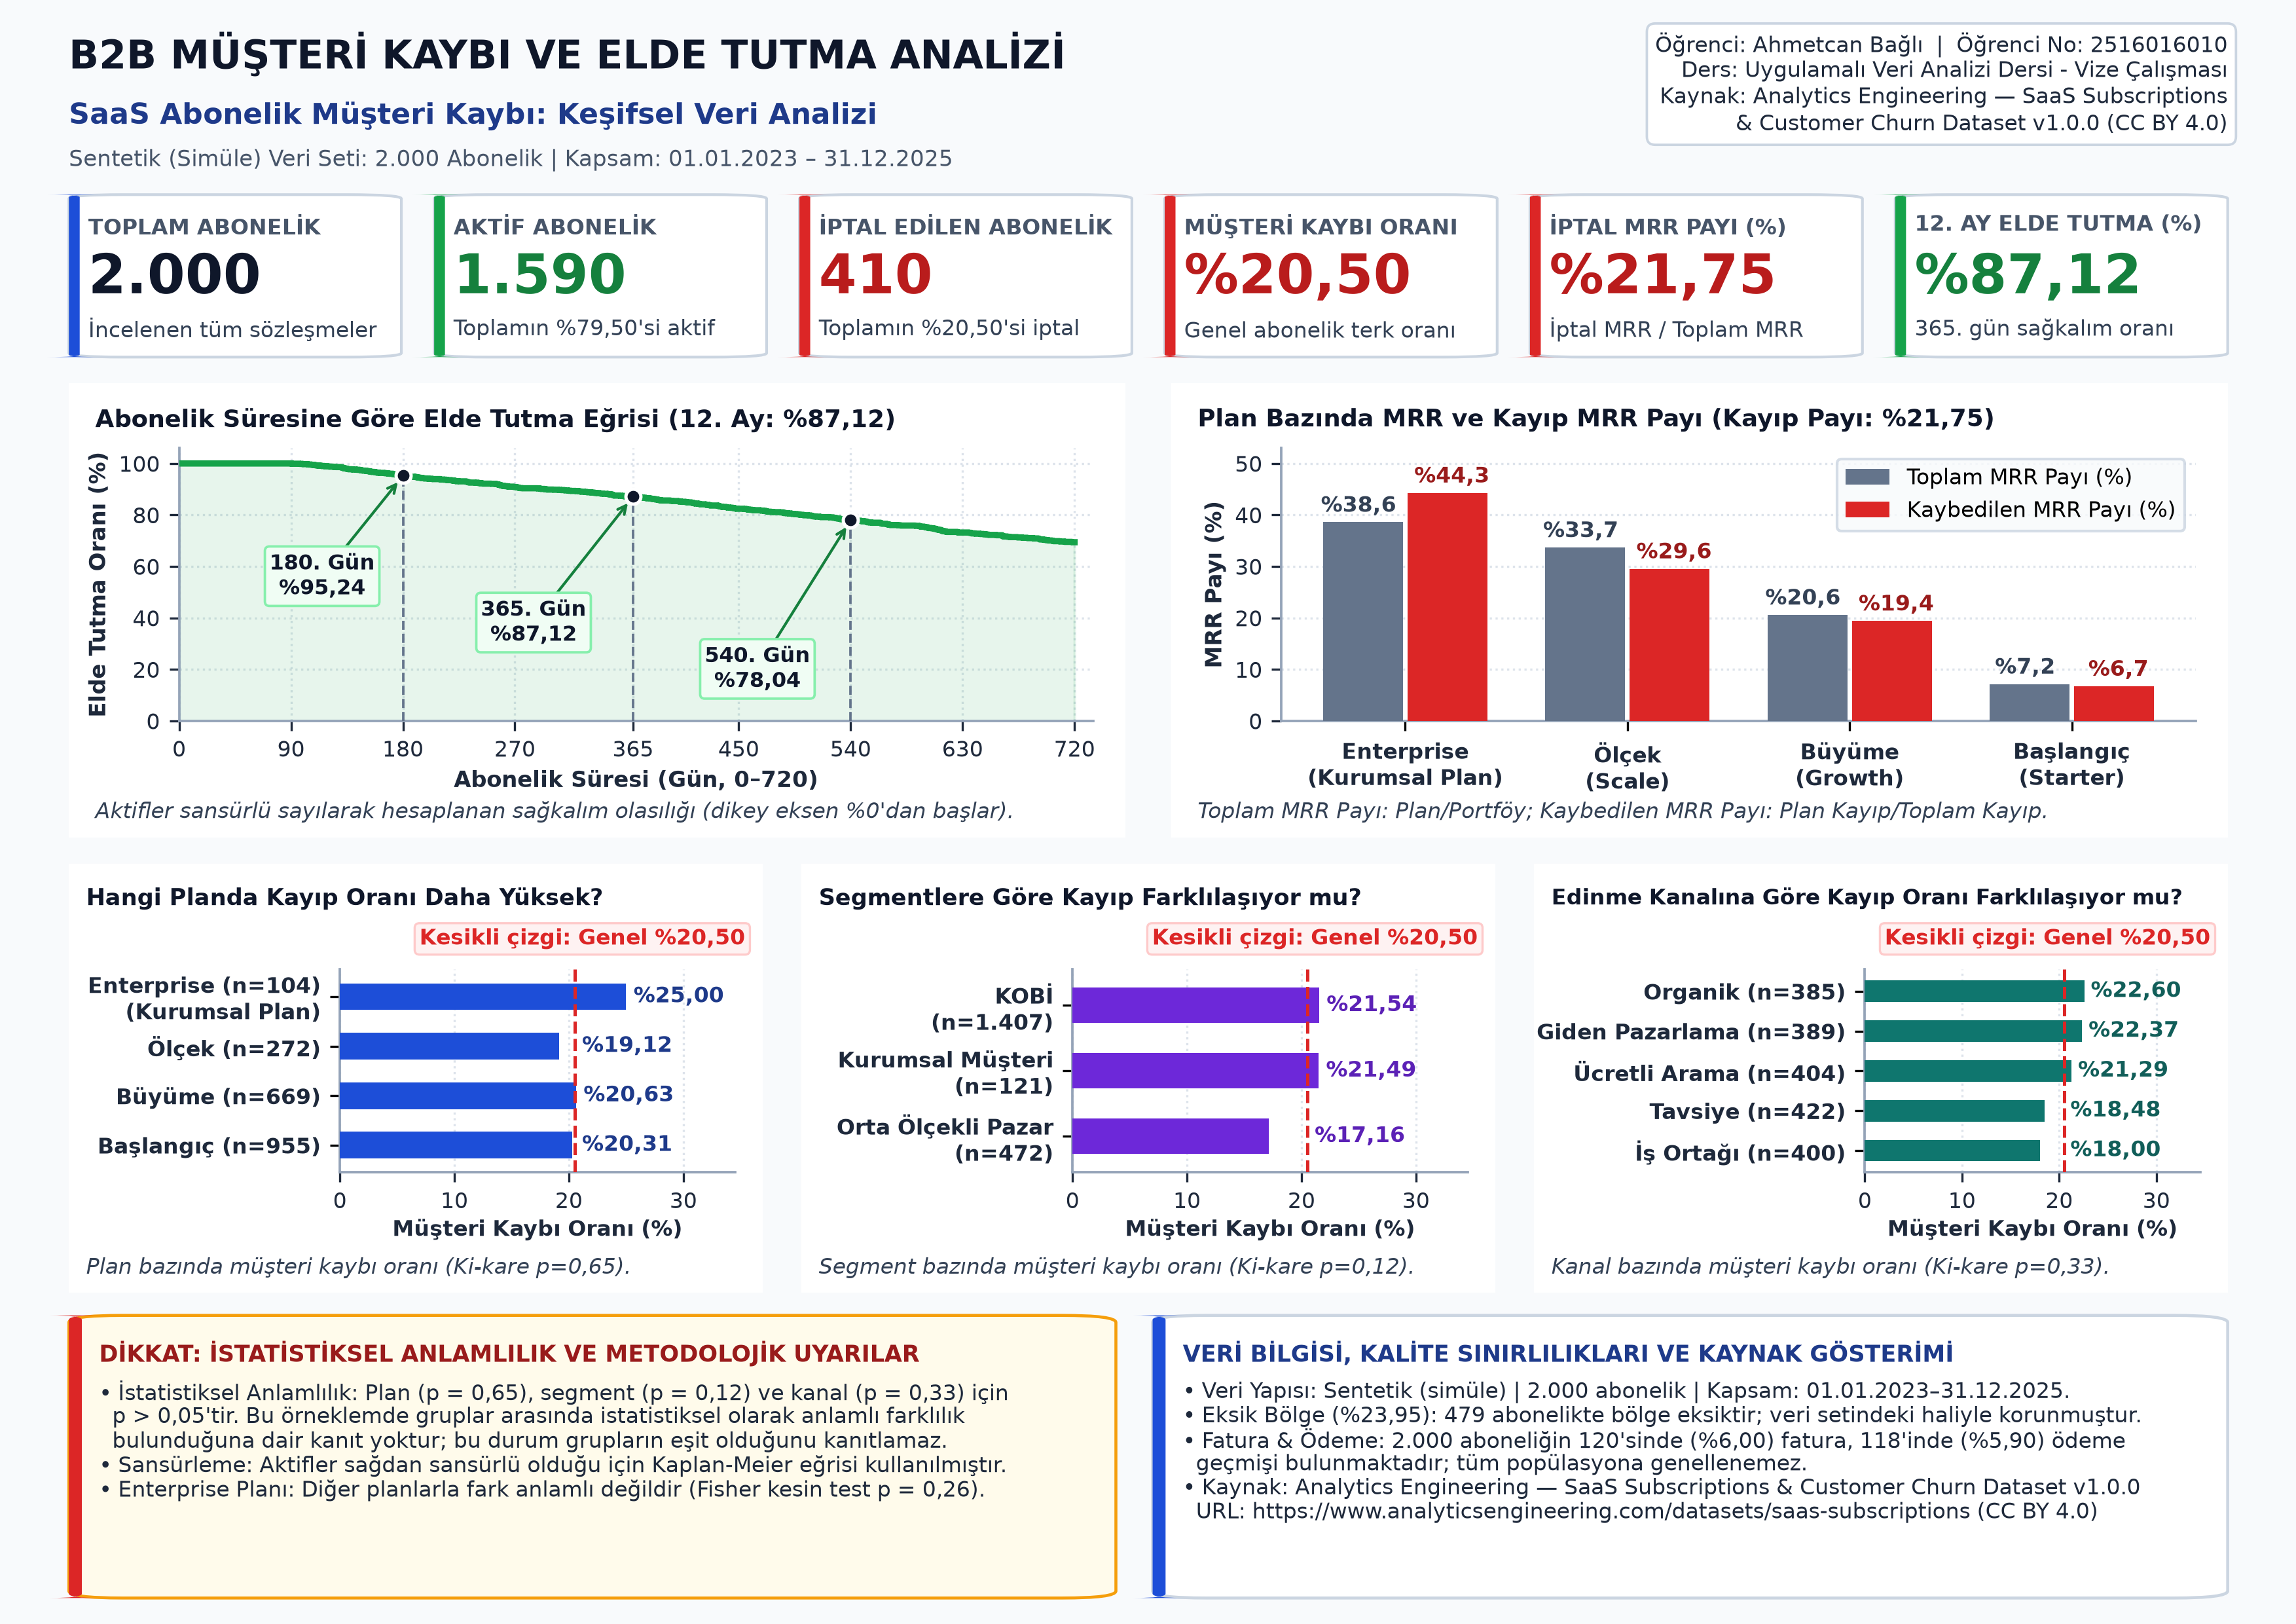 B2B MÜŞTERİ KAYBI VE ELDE TUTMA ANALİZİ
SaaS Abonelik Müşteri Kaybı: Keşifsel Veri Analizi
Sentetik (Simüle) Veri Seti: 2.000 Abonelik | Kapsam: 01.01.2023 – 31.12.2025
Öğrenci: Ahmetcan Bağlı | Öğrenci No: 2516016010
Ders: Uygulamalı Veri Analizi Dersi - Vize Çalışması
Kaynak: Analytics Engineering — SaaS Subscriptions
& Customer Churn Dataset v1.0.0 (CC BY 4.0)
TOPLAM ABONELİK
2.000
İncelenen tüm sözleşmeler
AKTİF ABONELİK
1.590
Toplamın %79,50'si aktif
İPTAL EDİLEN ABONELİK
410
Toplamın %20,50'si iptal
MÜŞTERİ KAYBI ORANI
%20,50
Genel abonelik terk oranı
İPTAL MRR PAYI (%)
%21,75
İptal MRR / Toplam MRR
12. AY ELDE TUTMA (%)
%87,12
365. gün sağkalım oranı
Abonelik Süresine Göre Elde Tutma Eğrisi (12. Ay: %87,12)
Elde Tutma Oranı (%)
100
80
60
40
20
0
180. Gün
%95,24
365. Gün
%87,12
540. Gün
%78,04
0 90 180 270 365 450 540 630 720
Abonelik Süresi (Gün, 0–720)
Aktifler sansürlü sayılarak hesaplanan sağkalım olasılığı (dikey eksen %0'dan başlar).
Plan Bazında MRR ve Kayıp MRR Payı (Kayıp Payı: %21,75)
MRR Payı (%)
50
40
30
20
10
0
Toplam MRR Payı (%)
Kaybedilen MRR Payı (%)
%38,6 %44,3
%33,7 %29,6
%20,6 %19,4
%7,2 %6,7
Enterprise
(Kurumsal Plan)
Ölçek
(Scale)
Büyüme
(Growth)
Başlangıç
(Starter)
Toplam MRR Payı: Plan/Portföy; Kaybedilen MRR Payı: Plan Kayıp/Toplam Kayıp.
Hangi Planda Kayıp Oranı Daha Yüksek?
Kesikli çizgi: Genel %20,50
Enterprise (n=104)
(Kurumsal Plan)
%25,00
Ölçek (n=272) %19,12
Büyüme (n=669) %20,63
Başlangıç (n=955) %20,31
0 10 20 30
Müşteri Kaybı Oranı (%)
Plan bazında müşteri kaybı oranı (Ki-kare p=0,65).
Segmentlere Göre Kayıp Farklılaşıyor mu?
Kesikli çizgi: Genel %20,50
KOBİ
(n=1.407)
%21,54
Kurumsal Müşteri
(n=121)
%21,49
Orta Ölçekli Pazar
(n=472)
%17,16
0 10 20 30
Müşteri Kaybı Oranı (%)
Segment bazında müşteri kaybı oranı (Ki-kare p=0,12).
Edinme Kanalına Göre Kayıp Oranı Farklılaşıyor mu?
Kesikli çizgi: Genel %20,50
Organik (n=385) %22,60
Giden Pazarlama (n=389) %22,37
Ücretli Arama (n=404) %21,29
Tavsiye (n=422) %18,48
İş Ortağı (n=400) %18,00
0 10 20 30
Müşteri Kaybı Oranı (%)
Kanal bazında müşteri kaybı oranı (Ki-kare p=0,33).
DİKKAT: İSTATİSTİKSEL ANLAMLILIK VE METODOLOJİK UYARILAR
• İstatistiksel Anlamlılık: Plan (p = 0,65), segment (p = 0,12) ve kanal (p = 0,33) için
p > 0,05'tir. Bu örneklemde gruplar arasında istatistiksel olarak anlamlı farklılık
bulunduğuna dair kanıt yoktur; bu durum grupların eşit olduğunu kanıtlamaz.
• Sansürleme: Aktifler sağdan sansürlü olduğu için Kaplan-Meier eğrisi kullanılmıştır.
• Enterprise Planı: Diğer planlarla fark anlamlı değildir (Fisher kesin test p = 0,26).
VERİ BİLGİSİ, KALİTE SINIRLILIKLARI VE KAYNAK GÖSTERİMİ
• Veri Yapısı: Sentetik (simüle) | 2.000 abonelik | Kapsam: 01.01.2023–31.12.2025.
• Eksik Bölge (%23,95): 479 abonelikte bölge eksiktir; veri setindeki haliyle korunmuştur.
• Fatura & Ödeme: 2.000 aboneliğin 120'sinde (%6,00) fatura, 118'inde (%5,90) ödeme
geçmişi bulunmaktadır; tüm popülasyona genellenemez.
• Kaynak: Analytics Engineering — SaaS Subscriptions & Customer Churn Dataset v1.0.0
URL: https://www.analyticsengineering.com/datasets/saas-subscriptions (CC BY 4.0)